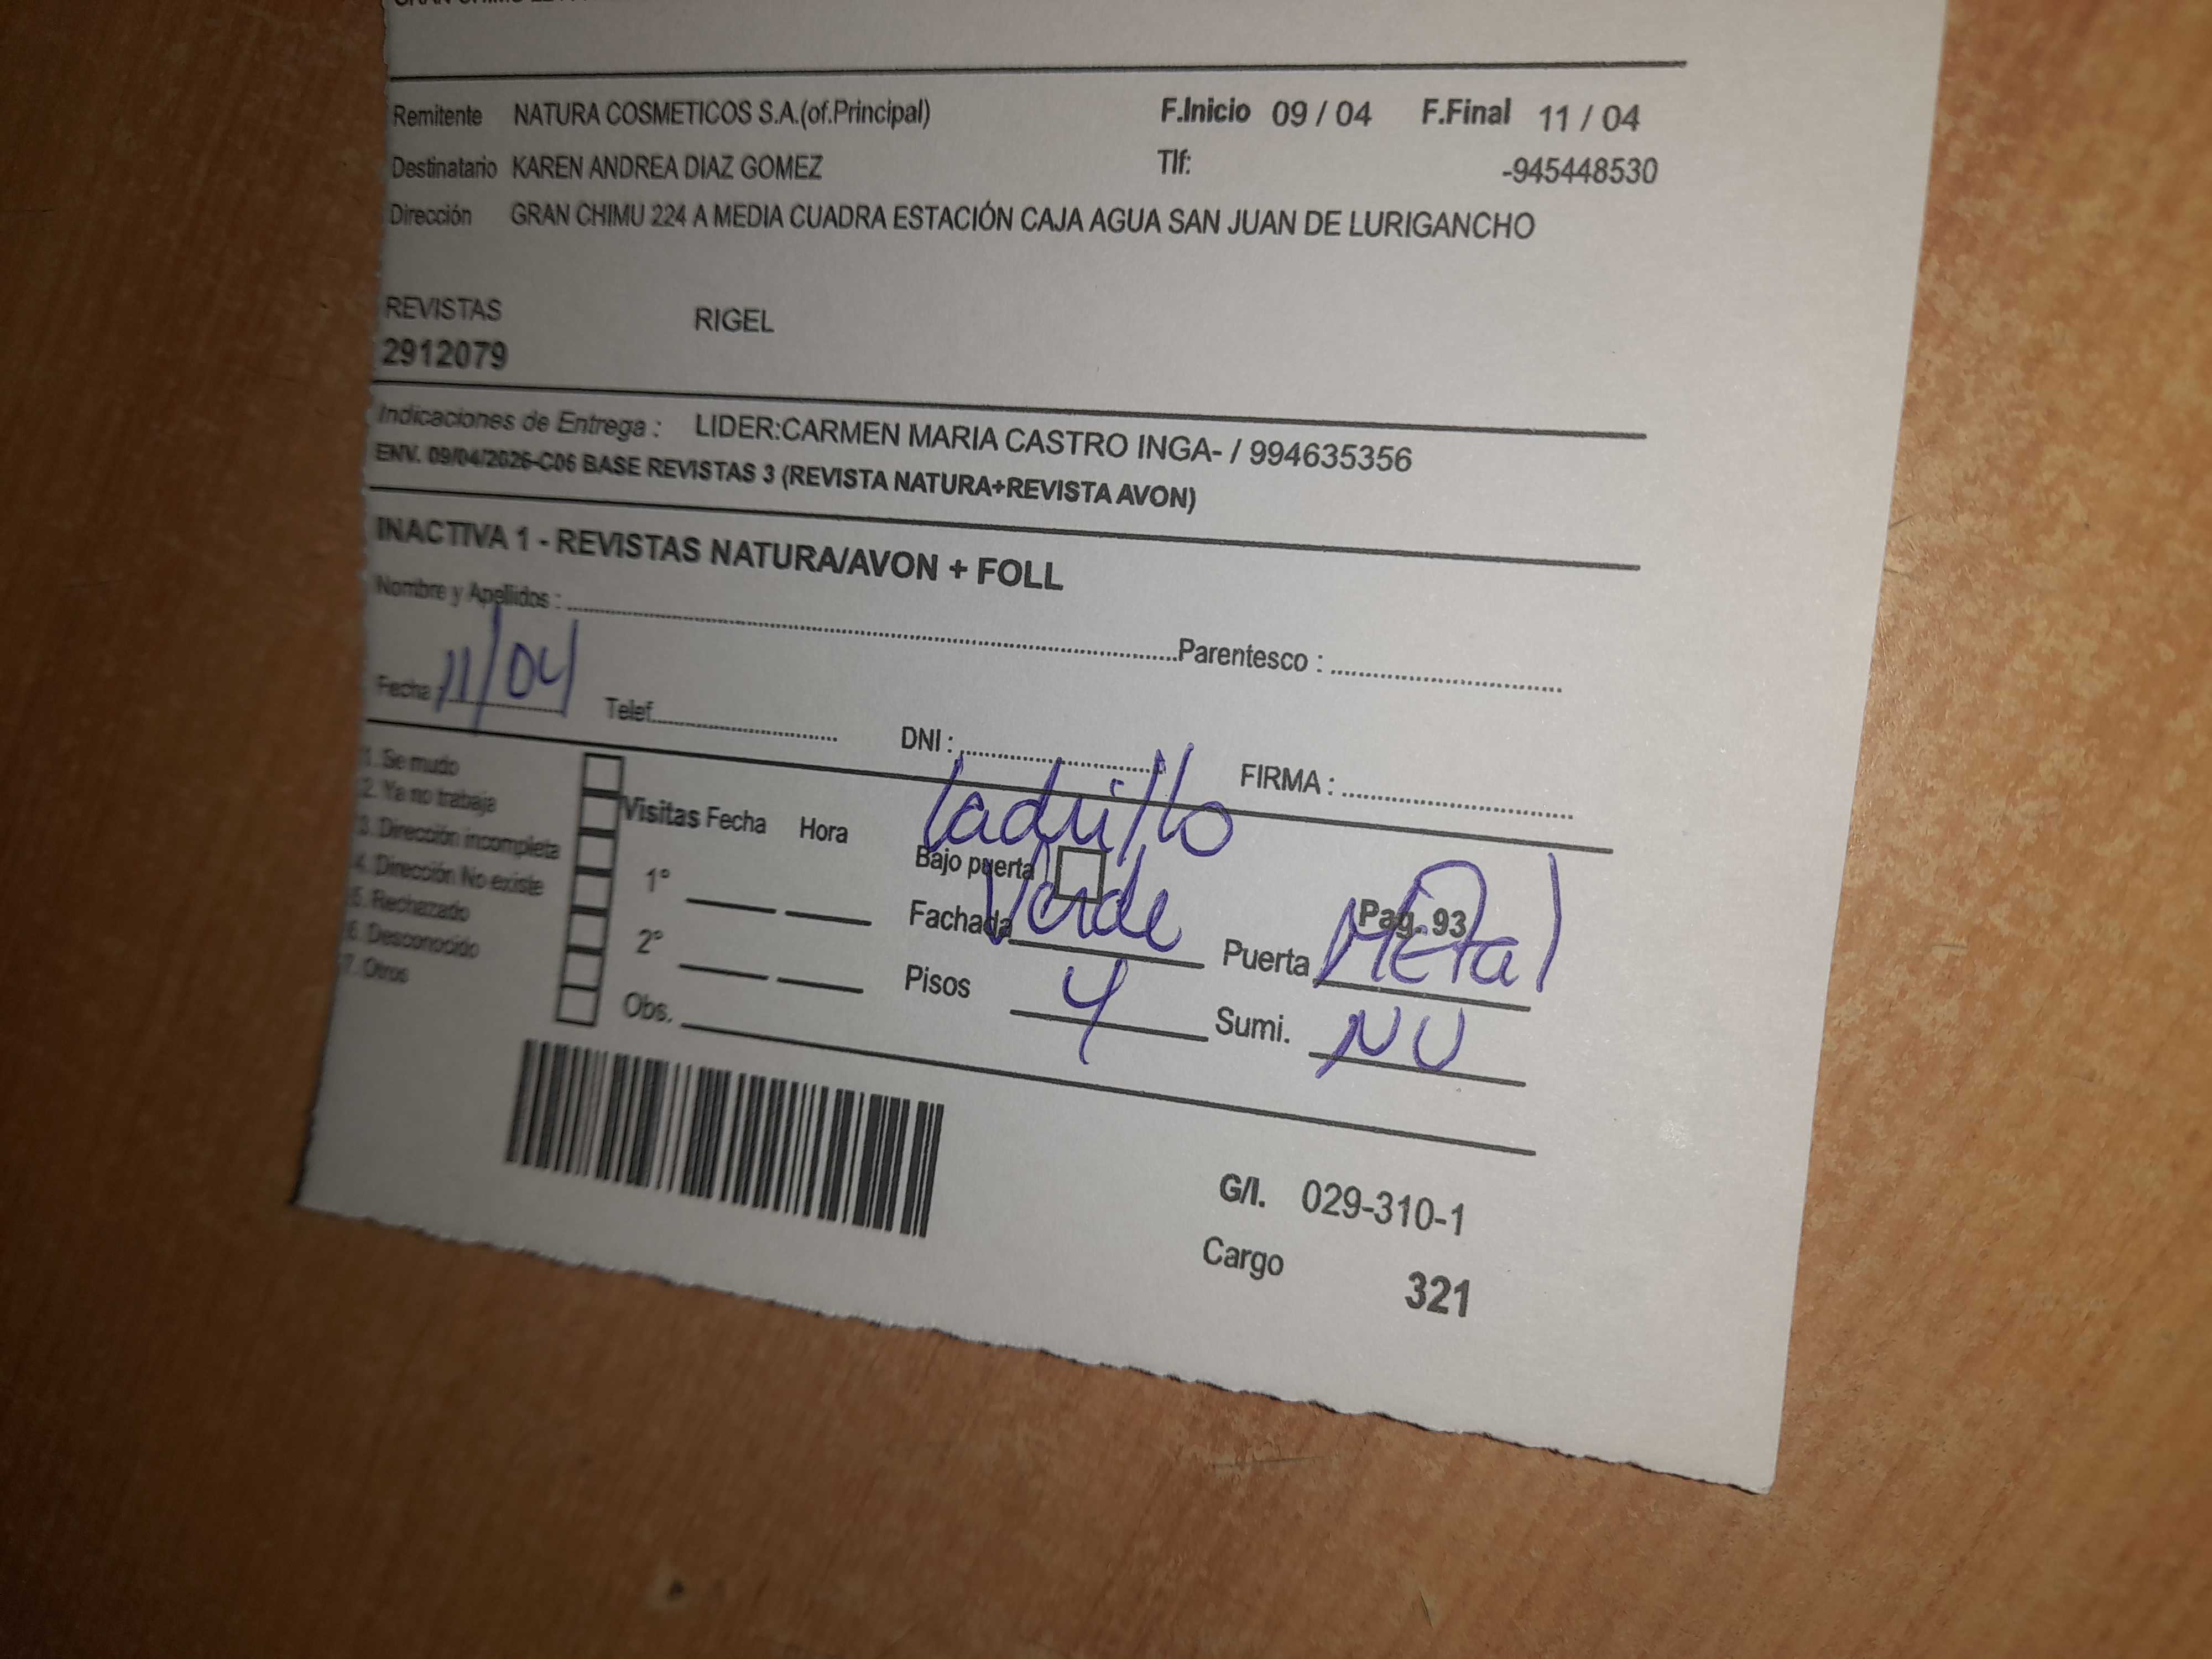 Remitente NATURA COSMETICOS S.A.(of.Principal) F.Inicio 09 / 04 F.Final 11 / 04
Destinatario KAREN ANDREA DIAZ GOMEZ Tlf: -945448530
Dirección GRAN CHIMU 224 A MEDIA CUADRA ESTACIÓN CAJA AGUA SAN JUAN DE LURIGANCHO
REVISTAS RIGEL
2912079
Indicaciones de Entrega : LIDER:CARMEN MARIA CASTRO INGA- / 994635356
ENV. 09/04/2026-C06 BASE REVISTAS 3 (REVISTA NATURA+REVISTA AVON)
INACTIVA 1 - REVISTAS NATURA/AVON + FOLL
Nombre y Apellidos : Parentesco :
Fecha 11/04 Telef. DNI : FIRMA :
1. Se mudo
2. Ya no trabaja
3. Dirección incompleta
4. Dirección No existe
5. Rechazado
6. Desconocido
7. Otros
Visitas Fecha Hora
1°
2°
Obs.
ladrillo
Bajo puerta
Fachada Verde
Pag. 93
Puerta Metal
Pisos 4
Sumi. NU
G/I. 029-310-1
Cargo 321